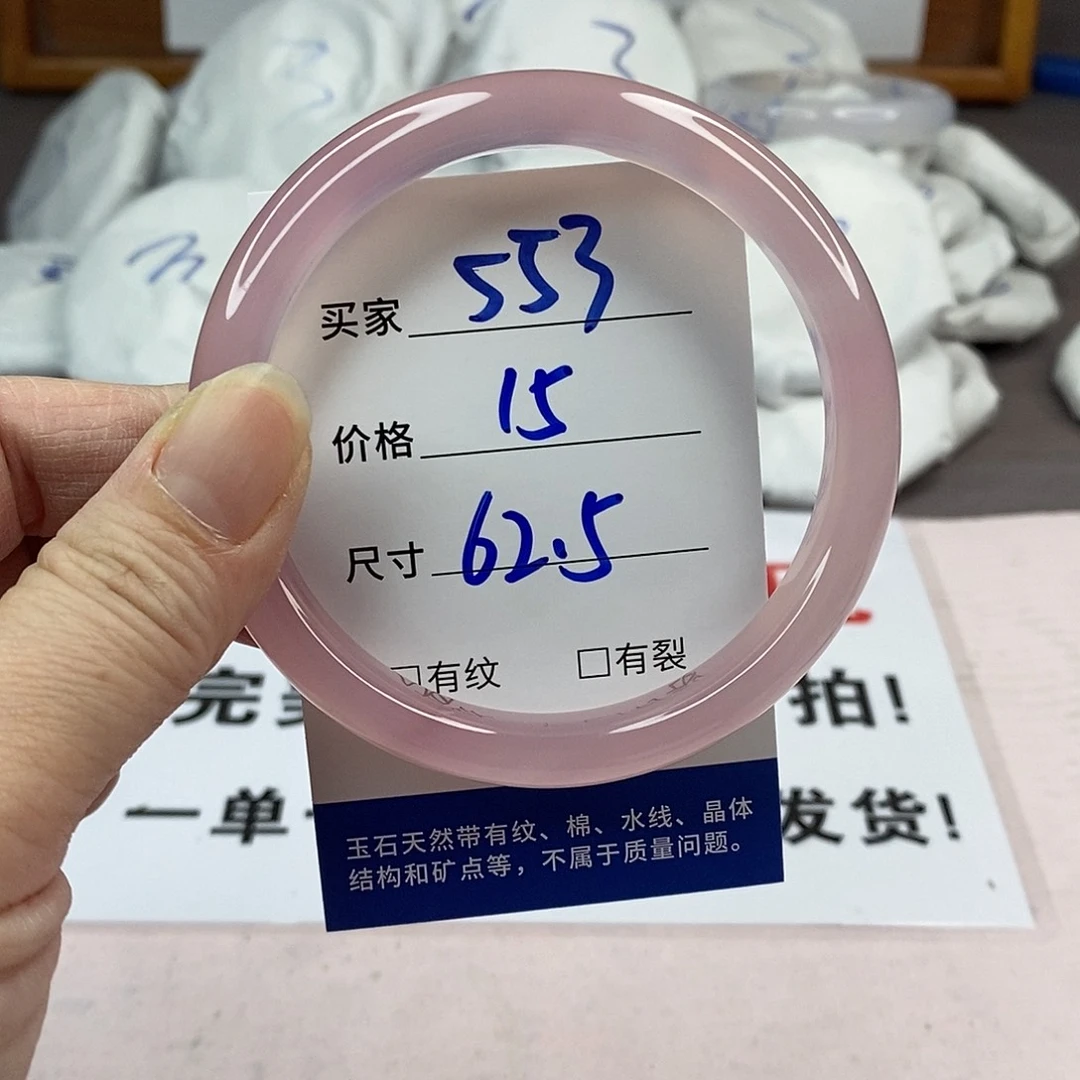 买家 553
价格 15
尺寸 62.5
□有纹 □有裂
完 拍!
一单 发货!
玉石天然带有纹、棉、水线、晶体
结构和矿点等，不属于质量问题。